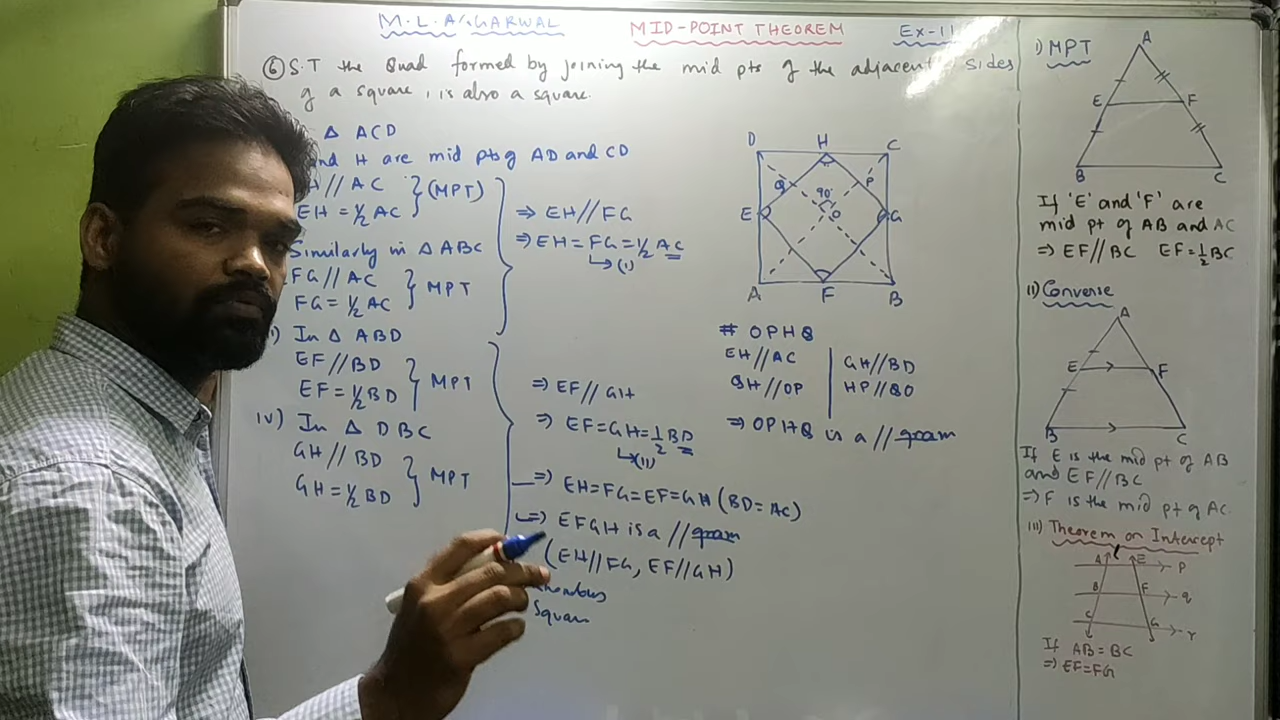 M.L. AGGARWAL MID-POINT THEOREM Ex-11
⑥ S.T the Quad formed by joining the mid pts of the adjacent sides
of a square, is also a square.
Δ ACD
and H are mid pts of AD and CD
H // AC
EH = 1/2 AC } (MPT)
⇒ EH // FG
⇒ EH = FG = 1/2 AC
↳ (i)
Similarly in Δ ABC
FG // AC
FG = 1/2 AC } MPT
) In Δ ABD
EF // BD
EF = 1/2 BD } MPT
⇒ EF // GH
⇒ EF = GH = 1/2 BD
↳ (ii)
iv) In Δ DBC
GH // BD
GH = 1/2 BD } MPT
⇒ EH = FG = EF = GH (BD = AC)
⇒ EFGH is a // gram
(EH // FG, EF // GH)
rhombus
Square
D H C
Q P
90°
E O G
A F B
# OPHQ
EH // AC GH // BD
QH // OP HP // QO
⇒ OPHQ is a // gram
i) MPT
A
E F
B C
If 'E' and 'F' are
mid pt of AB and AC
⇒ EF // BC EF = 1/2 BC
ii) Converse
A
E F
B C
If E is the mid pt of AB
and EF // BC
⇒ F is the mid pt of AC.
iii) Theorem on Intercept
A E P
B F q
C G r
If AB = BC
⇒ EF = FG